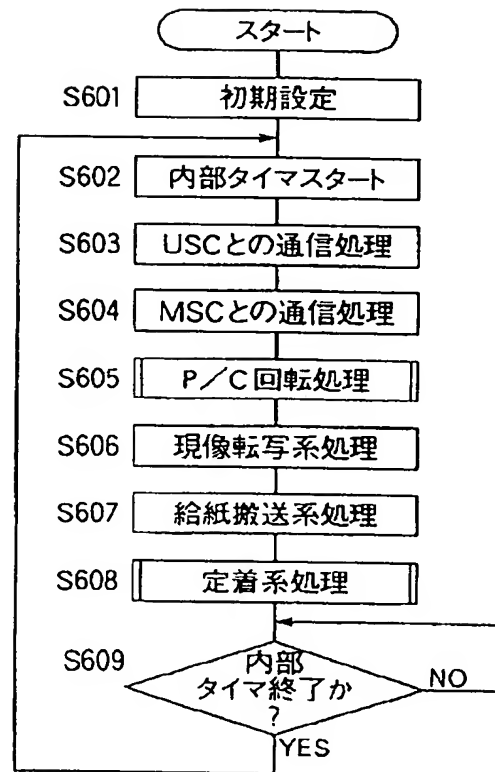 スタート
S601 初期設定
S602 内部タイマスタート
S603 USCとの通信処理
S604 MSCとの通信処理
S605 P/C回転処理
S606 現像転写系処理
S607 給紙搬送系処理
S608 定着系処理
S609 内部
タイマ終了か
?
NO
YES